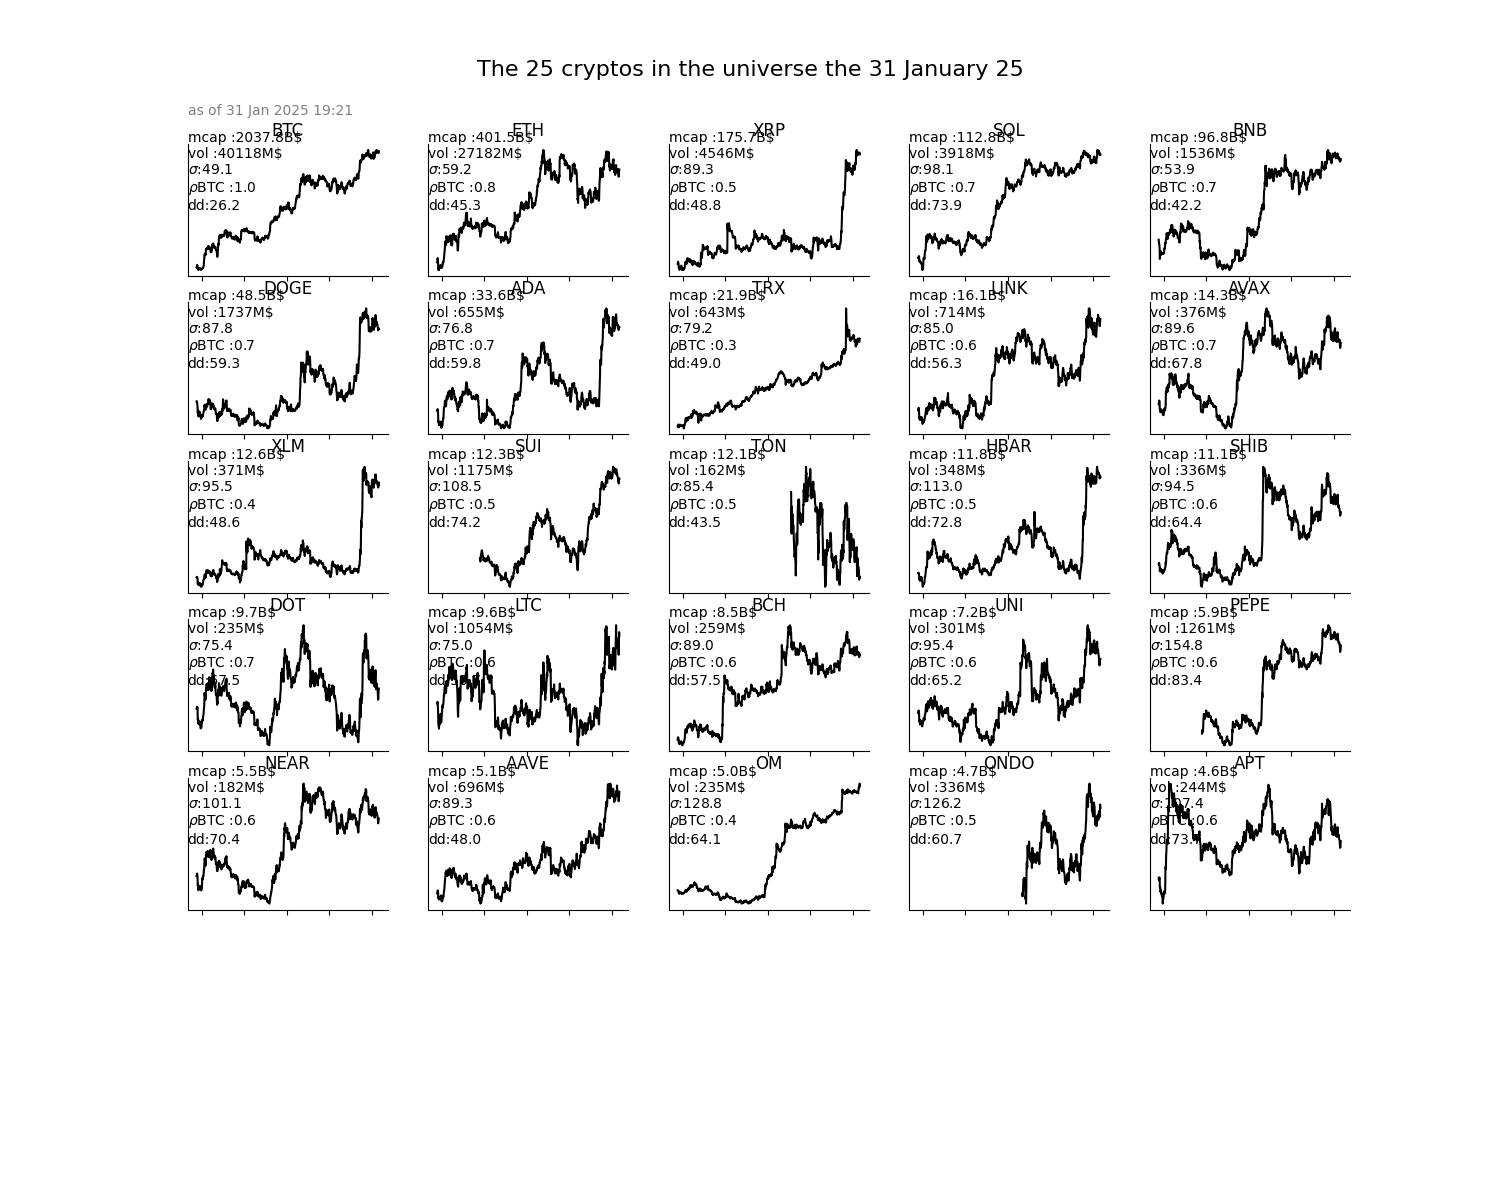 The 25 cryptos in the universe the 31 January 25
as of 31 Jan 2025 19:21
BTC
mcap :2037.8B$
vol :40118M$
σ:49.1
ρBTC :1.0
dd:26.2
ETH
mcap :401.5B$
vol :27182M$
σ:59.2
ρBTC :0.8
dd:45.3
XRP
mcap :175.7B$
vol :4546M$
σ:89.3
ρBTC :0.5
dd:48.8
SOL
mcap :112.8B$
vol :3918M$
σ:98.1
ρBTC :0.7
dd:73.9
BNB
mcap :96.8B$
vol :1536M$
σ:53.9
ρBTC :0.7
dd:42.2
DOGE
mcap :48.5B$
vol :1737M$
σ:87.8
ρBTC :0.7
dd:59.3
ADA
mcap :33.6B$
vol :655M$
σ:76.8
ρBTC :0.7
dd:59.8
TRX
mcap :21.9B$
vol :643M$
σ:79.2
ρBTC :0.3
dd:49.0
LINK
mcap :16.1B$
vol :714M$
σ:85.0
ρBTC :0.6
dd:56.3
AVAX
mcap :14.3B$
vol :376M$
σ:89.6
ρBTC :0.7
dd:67.8
XLM
mcap :12.6B$
vol :371M$
σ:95.5
ρBTC :0.4
dd:48.6
SUI
mcap :12.3B$
vol :1175M$
σ:108.5
ρBTC :0.5
dd:74.2
TON
mcap :12.1B$
vol :162M$
σ:85.4
ρBTC :0.5
dd:43.5
HBAR
mcap :11.8B$
vol :348M$
σ:113.0
ρBTC :0.5
dd:72.8
SHIB
mcap :11.1B$
vol :336M$
σ:94.5
ρBTC :0.6
dd:64.4
DOT
mcap :9.7B$
vol :235M$
σ:75.4
ρBTC :0.7
LTC
mcap :9.6B$
vol :1054M$
σ:75.0
ρBTC :0.6
BCH
mcap :8.5B$
vol :259M$
σ:89.0
ρBTC :0.6
dd:57.5
UNI
mcap :7.2B$
vol :301M$
σ:95.4
ρBTC :0.6
dd:65.2
PEPE
mcap :5.9B$
vol :1261M$
σ:154.8
ρBTC :0.6
dd:83.4
NEAR
mcap :5.5B$
vol :182M$
σ:101.1
ρBTC :0.6
dd:70.4
AAVE
mcap :5.1B$
vol :696M$
σ:89.3
ρBTC :0.6
dd:48.0
OM
mcap :5.0B$
vol :235M$
σ:128.8
ρBTC :0.4
dd:64.1
ONDO
mcap :4.7B$
vol :336M$
σ:126.2
ρBTC :0.5
dd:60.7
APT
mcap :4.6B$
vol :244M$
σ:107.4
ρBTC :0.6